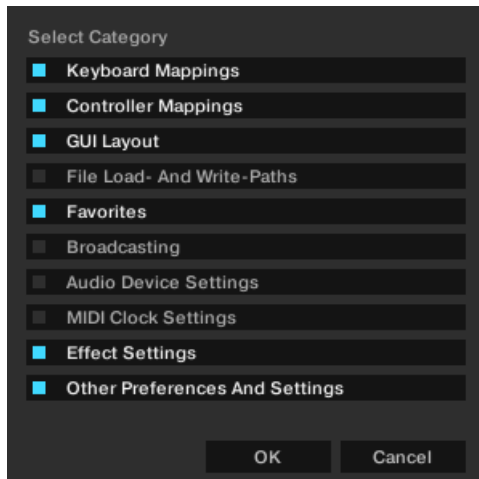 Select Category
Keyboard Mappings
Controller Mappings
GUI Layout
File Load- And Write-Paths
Favorites
Broadcasting
Audio Device Settings
MIDI Clock Settings
Effect Settings
Other Preferences And Settings
OK Cancel